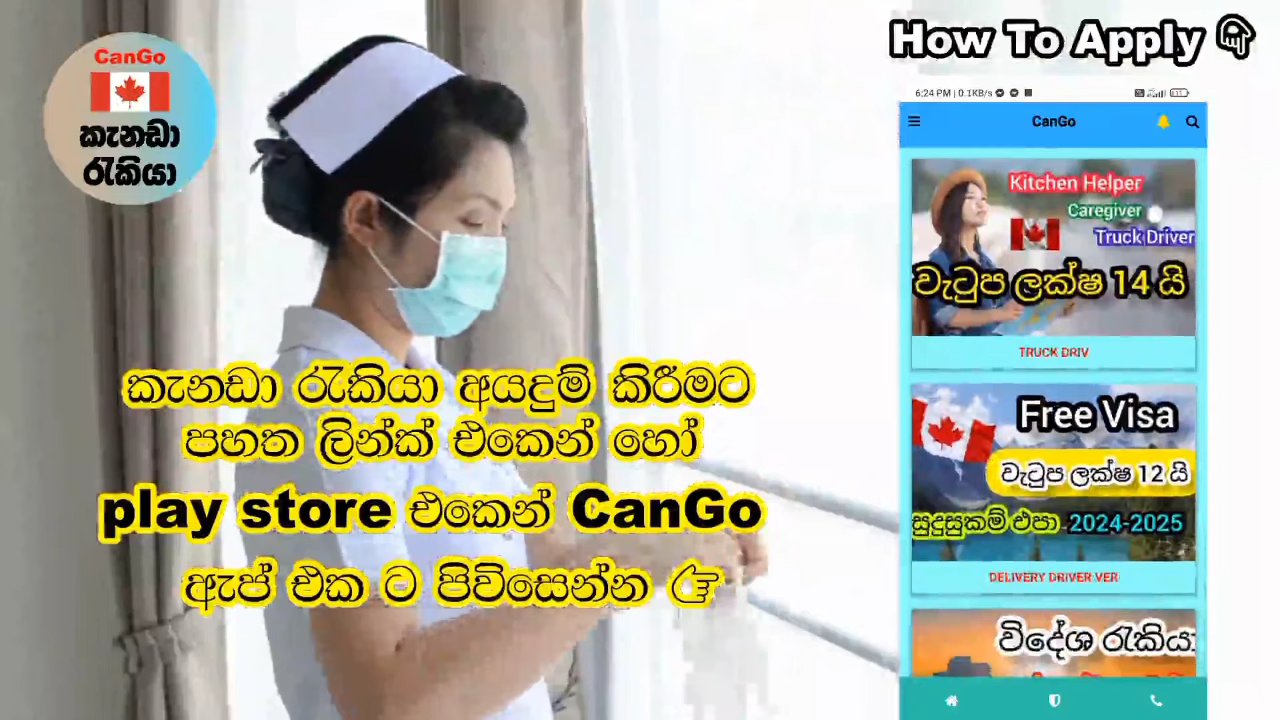 CanGo
කැනඩා
රැකියා
How To Apply
6:24 PM | 0.1KB/s
CanGo
Kitchen Helper
Caregiver
Truck Driver
වැටුප ලක්ෂ 14 යි
TRUCK DRIV
Free Visa
වැටුප ලක්ෂ 12 යි
සුදුසුකම් එපා 2024-2025
DELIVERY DRIVER VER
විදේශ රැකියා
කැනඩා රැකියා අයදුම් කිරීමට
පහත ලින්ක් එකෙන් හෝ
play store එකෙන් CanGo
ඇප් එක ට පිවිසෙන්න